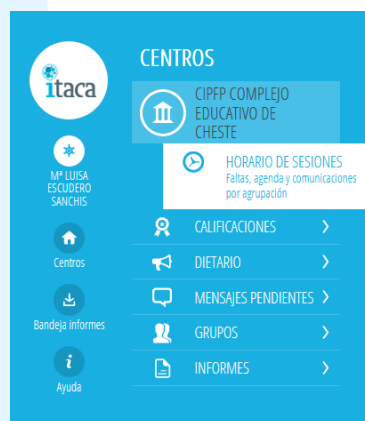 itaca
Mª LUISA
ESCUDERO
SANCHIS
Centros
Bandeja informes
i
Ayuda
CENTROS
CIPFP COMPLEJO
EDUCATIVO DE
CHESTE
HORARIO DE SESIONES
Faltas, agenda y comunicaciones
por agrupación
CALIFICACIONES
DIETARIO
MENSAJES PENDIENTES
GRUPOS
INFORMES